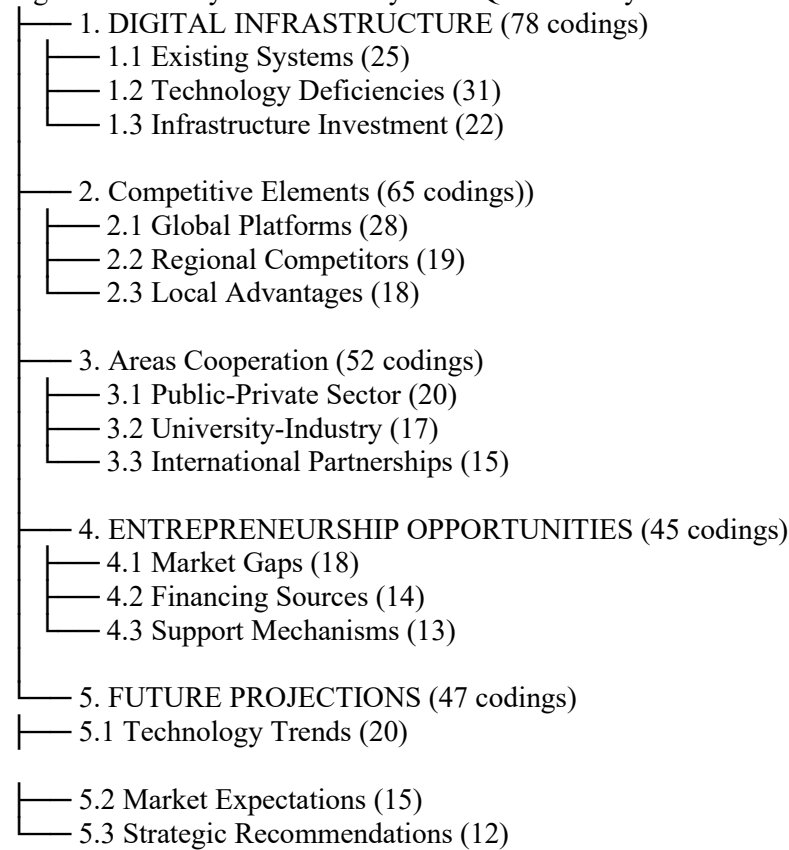 1. DIGITAL INFRASTRUCTURE (78 codings)
1.1 Existing Systems (25)
1.2 Technology Deficiencies (31)
1.3 Infrastructure Investment (22)
2. Competitive Elements (65 codings))
2.1 Global Platforms (28)
2.2 Regional Competitors (19)
2.3 Local Advantages (18)
3. Areas Cooperation (52 codings)
3.1 Public-Private Sector (20)
3.2 University-Industry (17)
3.3 International Partnerships (15)
4. ENTREPRENEURSHIP OPPORTUNITIES (45 codings)
4.1 Market Gaps (18)
4.2 Financing Sources (14)
4.3 Support Mechanisms (13)
5. FUTURE PROJECTIONS (47 codings)
5.1 Technology Trends (20)
5.2 Market Expectations (15)
5.3 Strategic Recommendations (12)